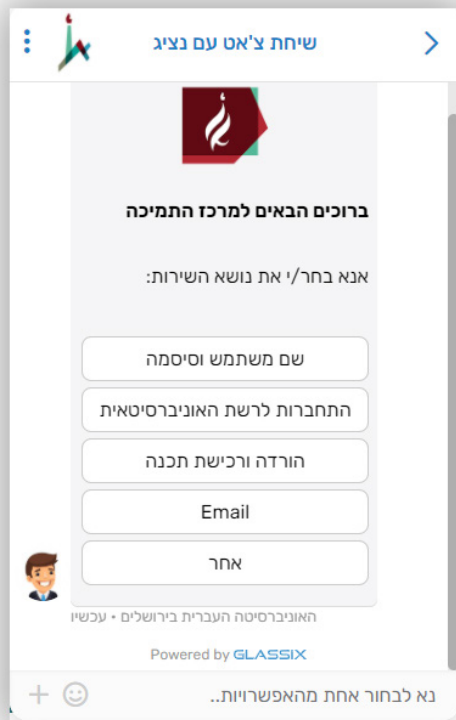 שיחת צ'אט עם נציג
ברוכים הבאים למרכז התמיכה
אנא בחר/י את נושא השירות:
שם משתמש וסיסמה
התחברות לרשת האוניברסיטאית
הורדה ורכישת תכנה
Email
אחר
האוניברסיטה העברית בירושלים • עכשיו
Powered by GLASSIX
נא לבחור אחת מהאפשרויות..